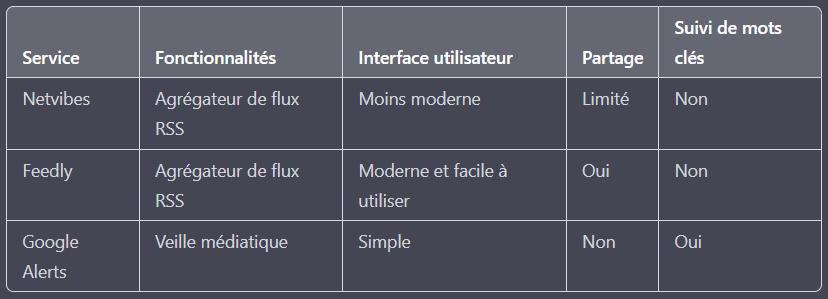 Service Fonctionnalités Interface utilisateur Partage Suivi de mots
clés
Netvibes Agrégateur de flux Moins moderne Limité Non
RSS
Feedly Agrégateur de flux Moderne et facile à Oui Non
RSS utiliser
Google Veille médiatique Simple Non Oui
Alerts